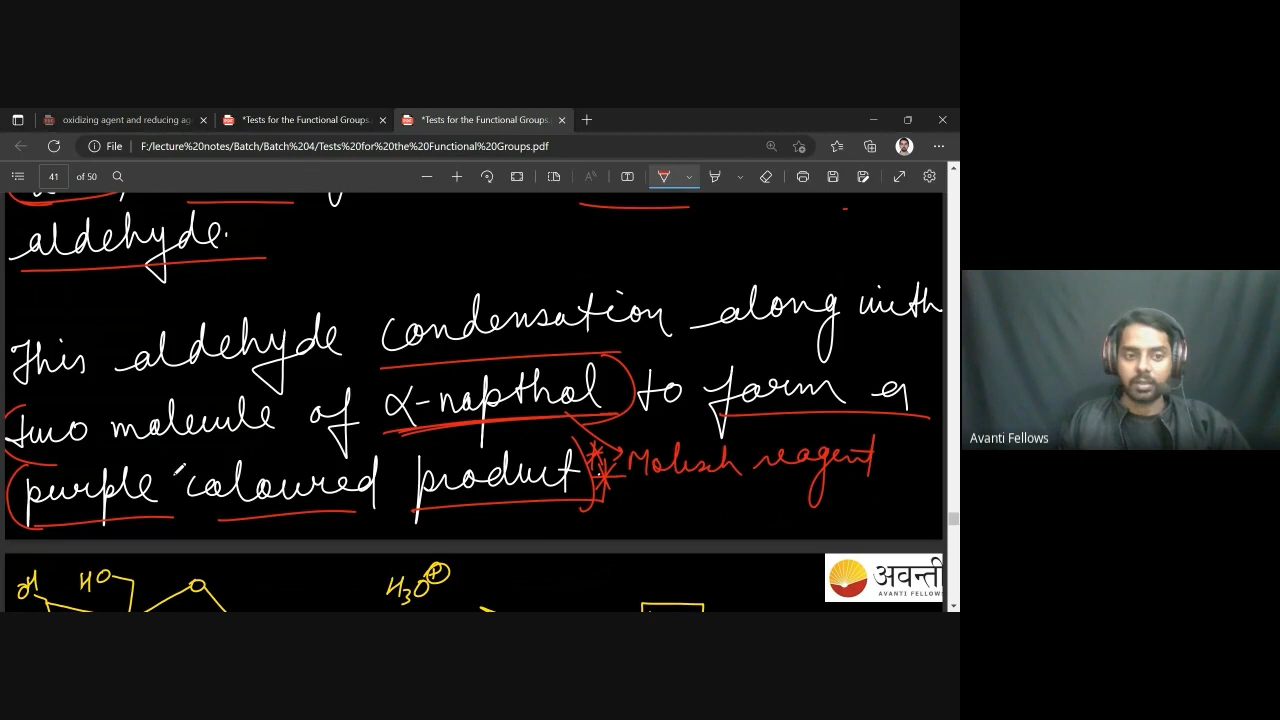 oxidizing agent and reducing ag
*Tests for the Functional Groups.
*Tests for the Functional Groups.
File
F:/lecture%20notes/Batch/Batch%204/Tests%20for%20the%20Functional%20Groups.pdf
41 of 50
aldehyde.
This aldehyde condensation along with
two molecule of α-napthol to form a
purple coloured product
Molisch reagent
OH HO O H₃O⊕
अवन्ती
AVANTI FELLOWS
Avanti Fellows